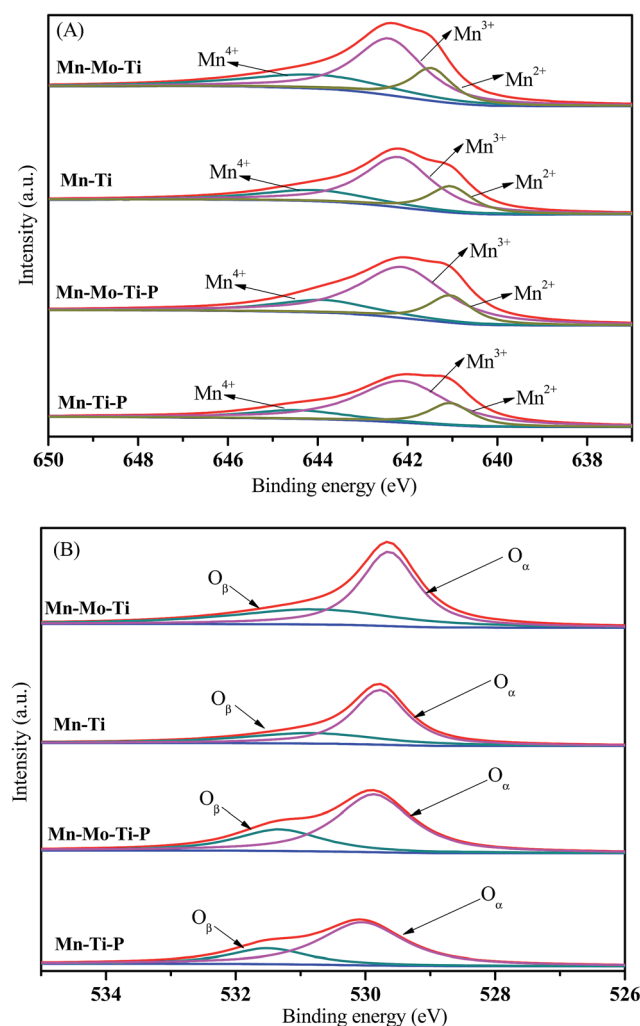 (A)
Mn-Mo-Ti
Mn4+
Mn3+
Mn2+
Mn-Ti
Mn4+
Mn3+
Mn2+
Mn-Mo-Ti-P
Mn4+
Mn3+
Mn2+
Mn-Ti-P
Mn4+
Mn3+
Mn2+
Intensity (a.u.)
650 648 646 644 642 640 638
Binding energy (eV)
(B)
Mn-Mo-Ti
Oβ
Oα
Mn-Ti
Oβ
Oα
Mn-Mo-Ti-P
Oβ
Oα
Mn-Ti-P
Oβ
Oα
Intensity (a.u.)
534 532 530 528 526
Binding energy (eV)